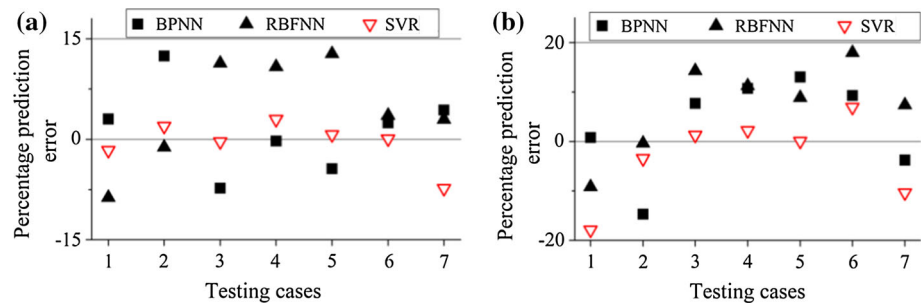 (a)
BPNN RBFNN SVR
15
0
-15
Percentage prediction
error
1 2 3 4 5 6 7
Testing cases
(b)
BPNN RBFNN SVR
20
0
-20
Percentage prediction
error
1 2 3 4 5 6 7
Testing cases